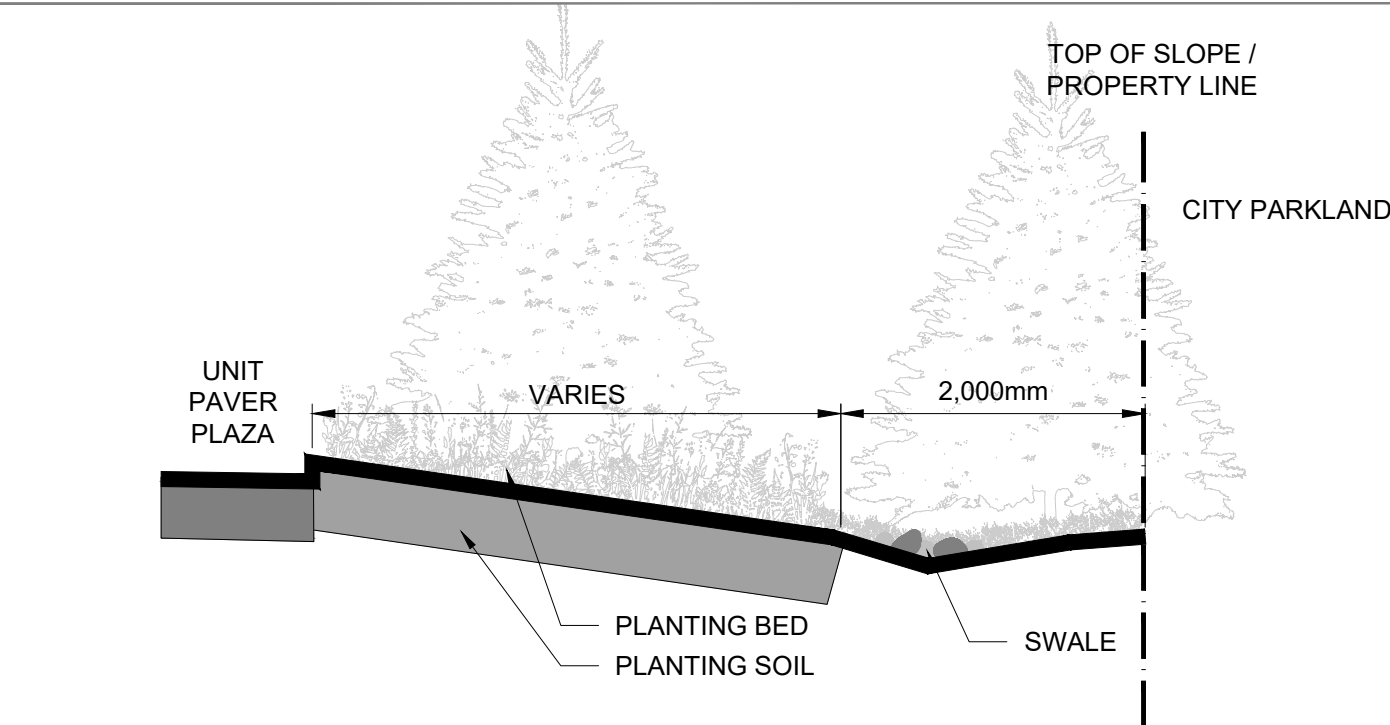 TOP OF SLOPE /
PROPERTY LINE
CITY PARKLAND
UNIT
PAVER
PLAZA
VARIES
2,000mm
PLANTING BED
PLANTING SOIL
SWALE